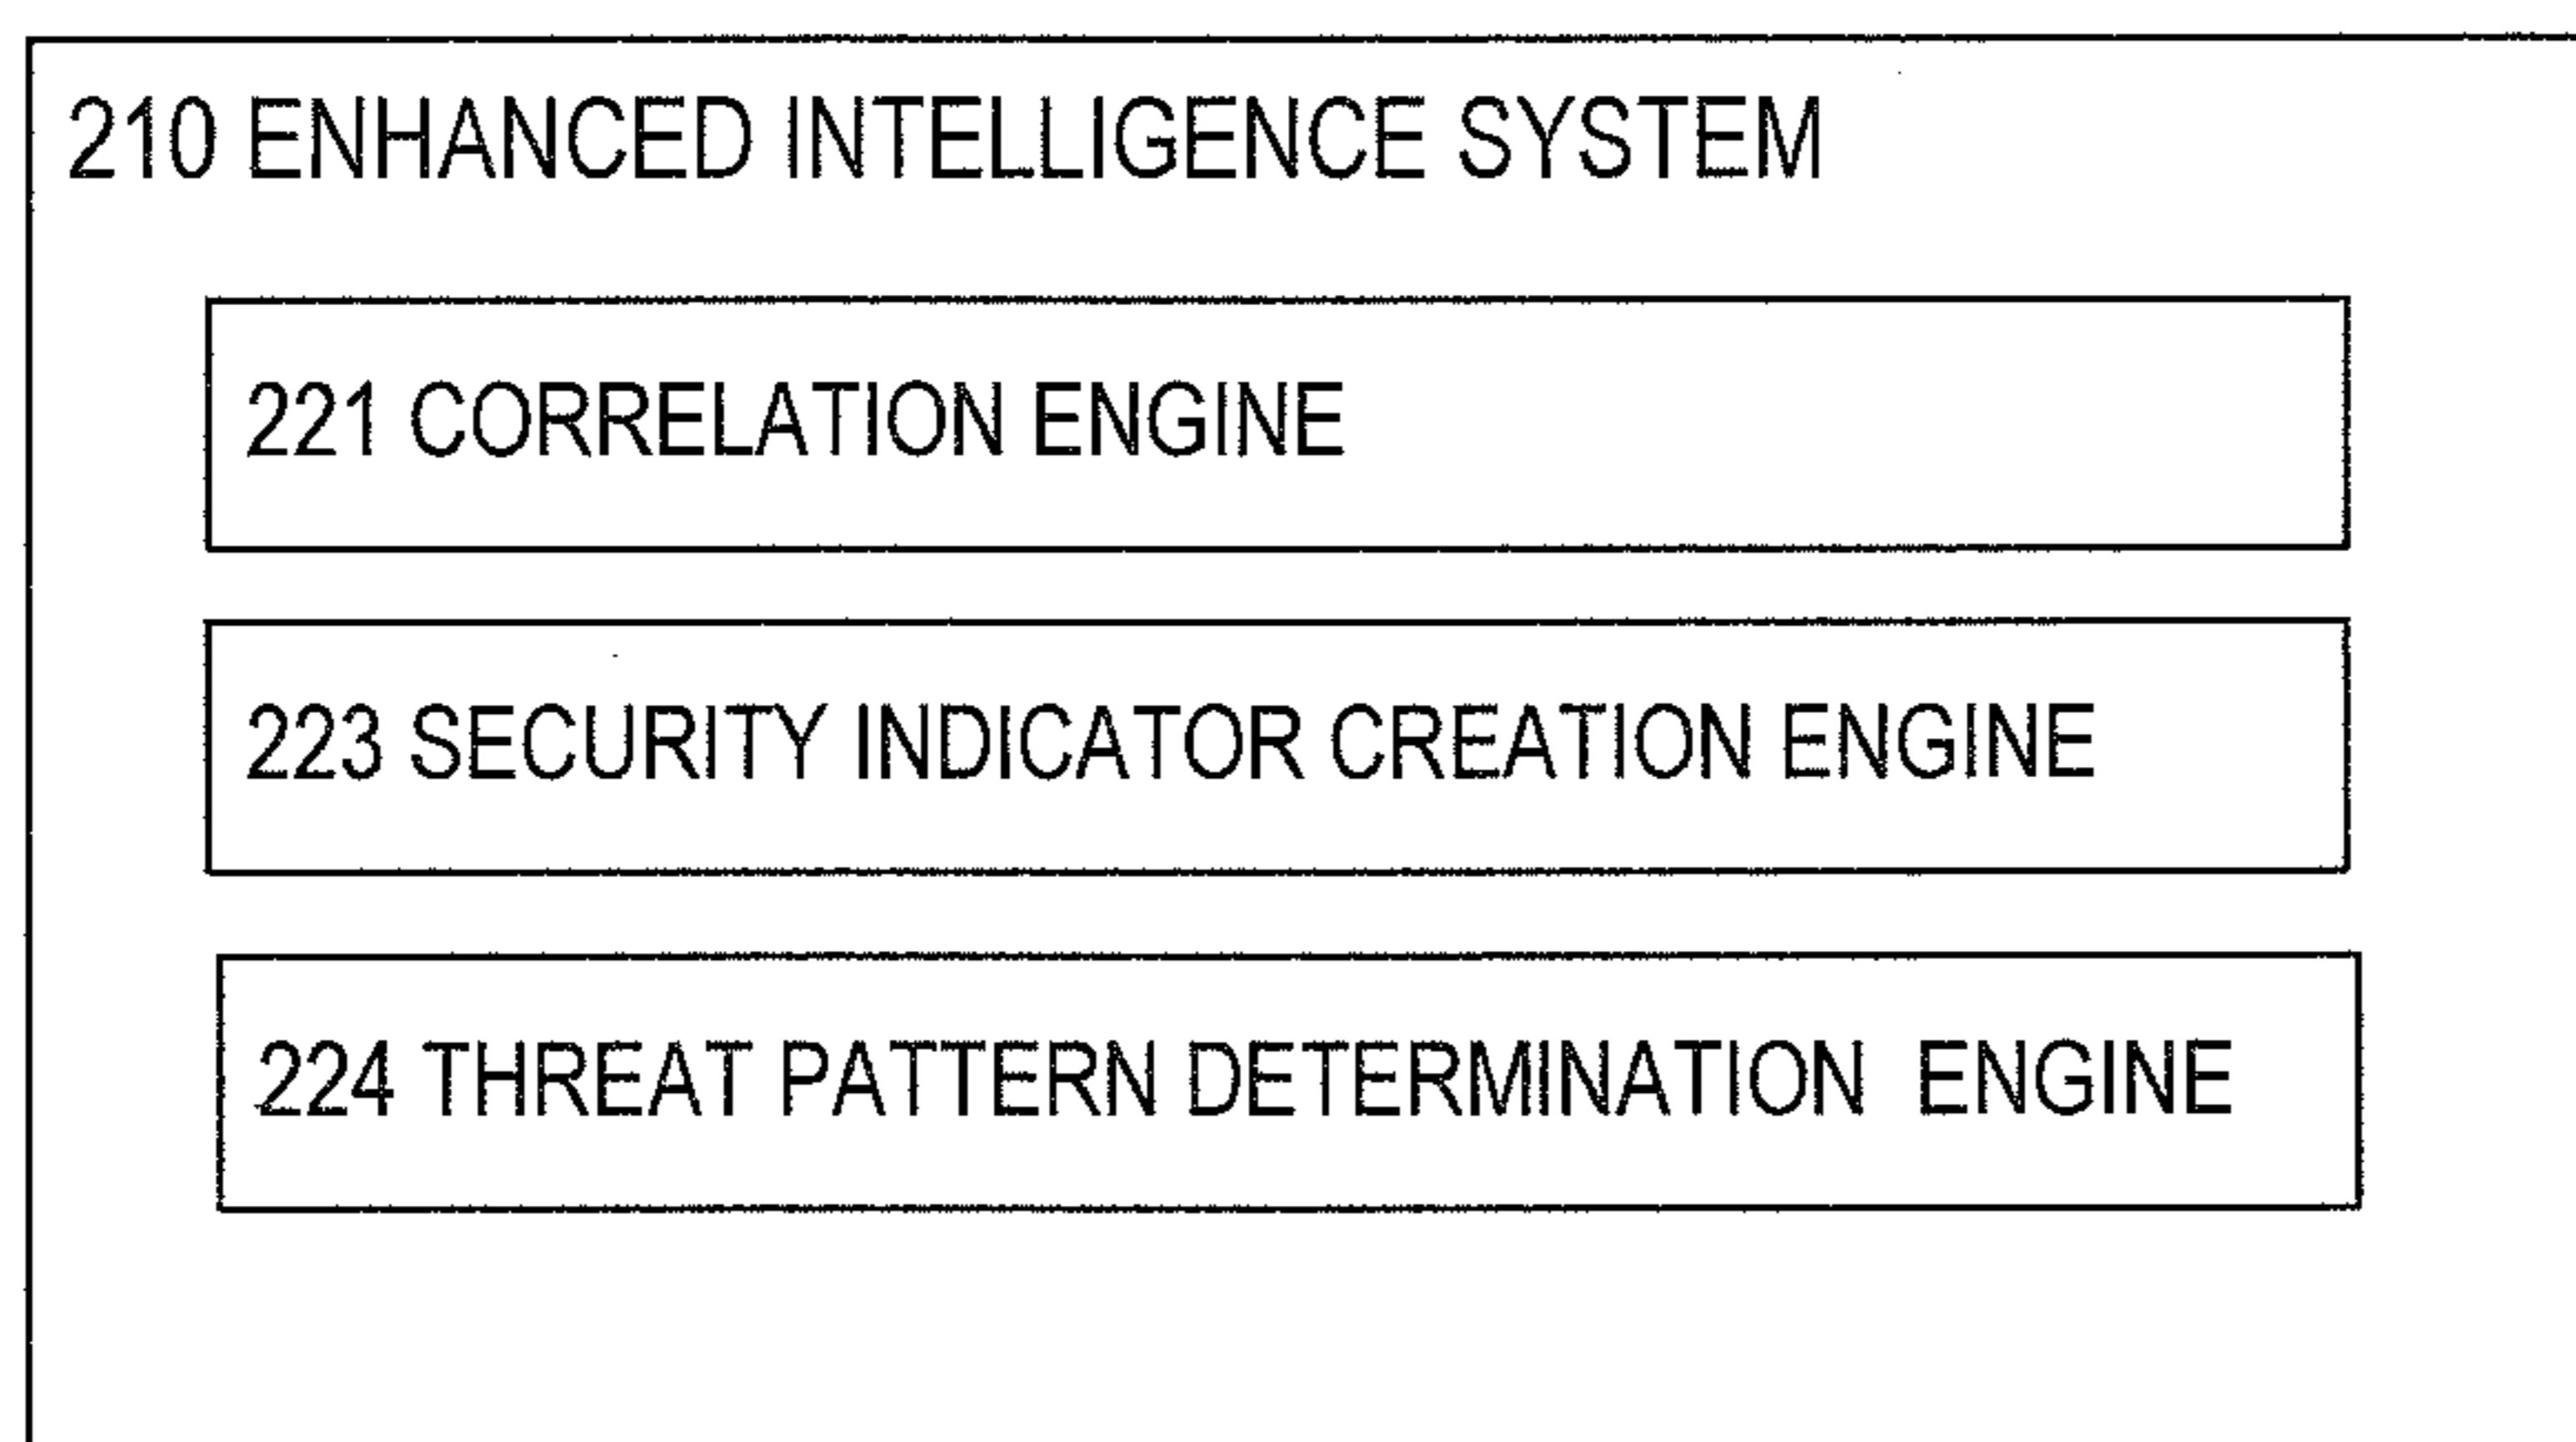 210 ENHANCED INTELLIGENCE SYSTEM
221 CORRELATION ENGINE
223 SECURITY INDICATOR CREATION ENGINE
224 THREAT PATTERN DETERMINATION ENGINE